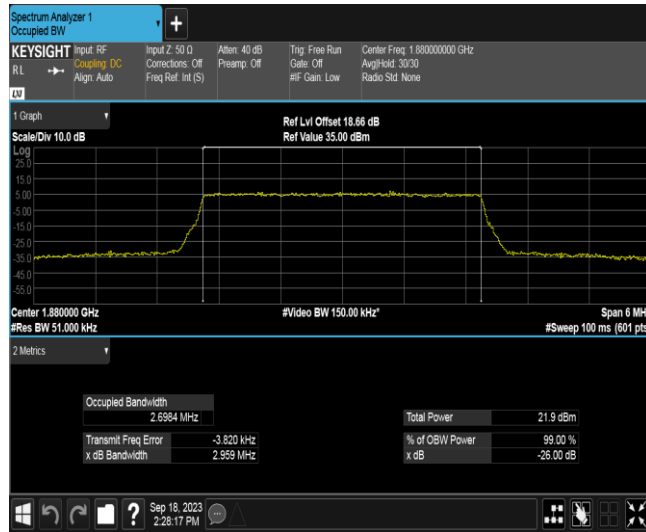 Spectrum Analyzer 1
Occupied BW
+
KEYSIGHT Input: RF Input Z: 50 Ω Atten: 40 dB Trig: Free Run Center Freq: 1.880000000 GHz
RL Coupling: DC Corrections: Off Preamp: Off Gate: Off Avg|Hold: 30/30
Align: Auto Freq Ref: Int (S) #IF Gain: Low Radio Std: None
LXI
1 Graph
Ref Lvl Offset 18.66 dB
Scale/Div 10.0 dB Ref Value 35.00 dBm
Log
25.0
15.0
5.00
-5.00
-15.0
-25.0
-35.0
-45.0
-55.0
Center 1.880000 GHz #Video BW 150.00 kHz* Span 6 MH
#Res BW 51.000 kHz #Sweep 100 ms (601 pts
2 Metrics
Occupied Bandwidth
2.6984 MHz Total Power 21.9 dBm
Transmit Freq Error -3.820 kHz % of OBW Power 99.00 %
x dB Bandwidth 2.959 MHz x dB -26.00 dB
? Sep 18, 2023
2:28:17 PM